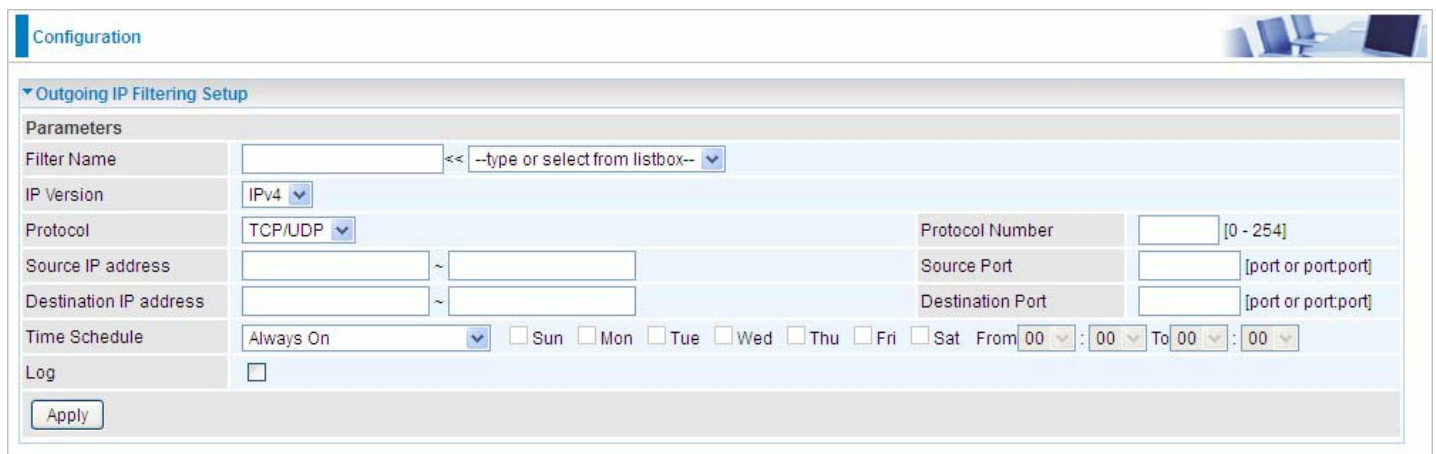 Configuration
Outgoing IP Filtering Setup
Parameters
Filter Name << --type or select from listbox--
IP Version IPv4
Protocol TCP/UDP Protocol Number [0 - 254]
Source IP address ~ Source Port [port or port:port]
Destination IP address ~ Destination Port [port or port:port]
Time Schedule Always On Sun Mon Tue Wed Thu Fri Sat From 00 : 00 To 00 : 00
Log
Apply